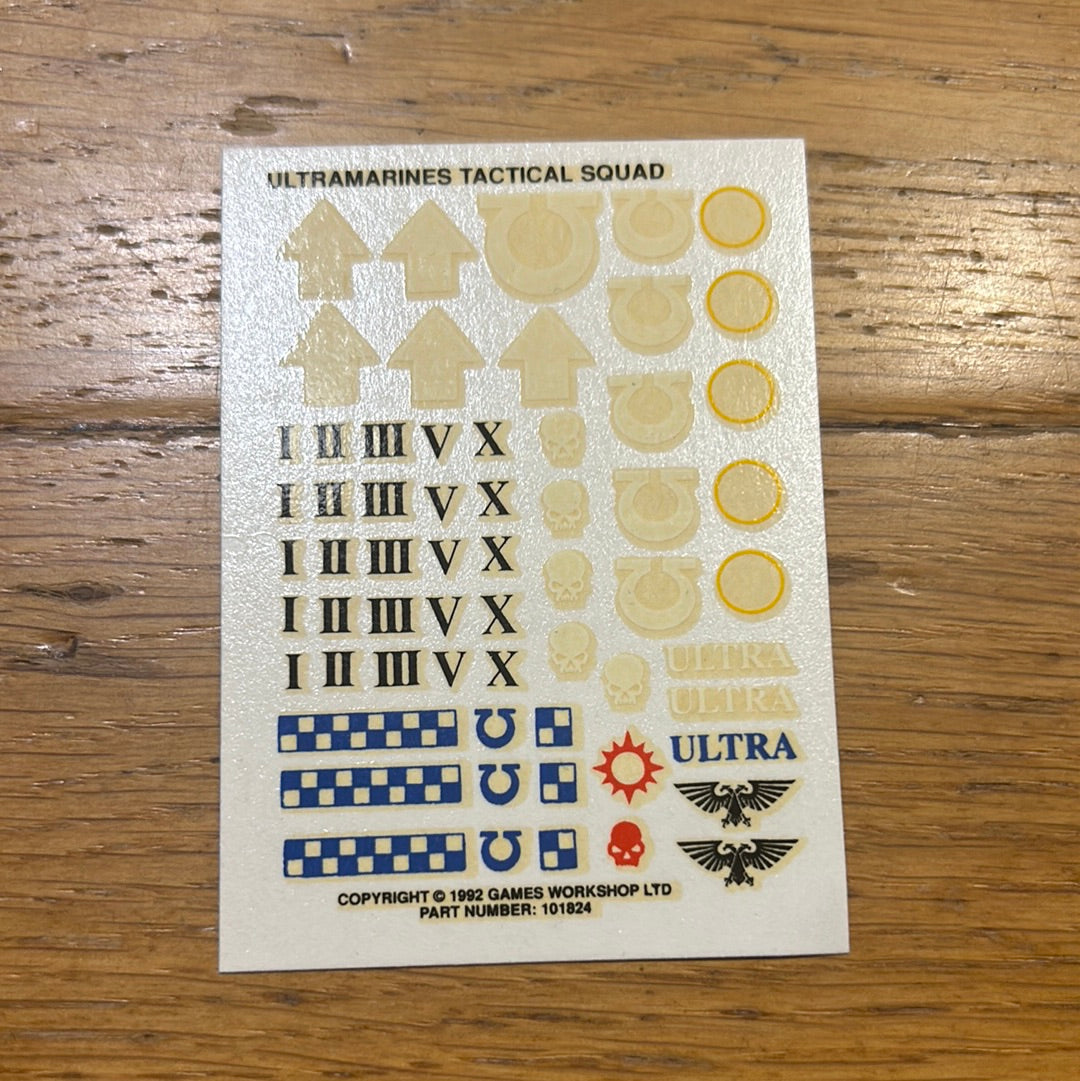 ULTRAMARINES TACTICAL SQUAD
I II III V X
I II III V X
I II III V X
I II III V X
I II III V X
ULTRA
ULTRA
ULTRA
COPYRIGHT © 1992 GAMES WORKSHOP LTD
PART NUMBER: 101824